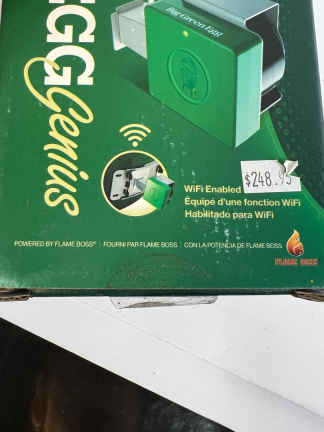 Big Green Egg
EGG
Genius
WiFi Enabled
Équipé d'une fonction WiFi
Habilitado para WiFi
$248.95
POWERED BY FLAME BOSS® | FOURNI PAR FLAME BOSS | CON LA POTENCIA DE FLAME BOSS
FLAME BOSS